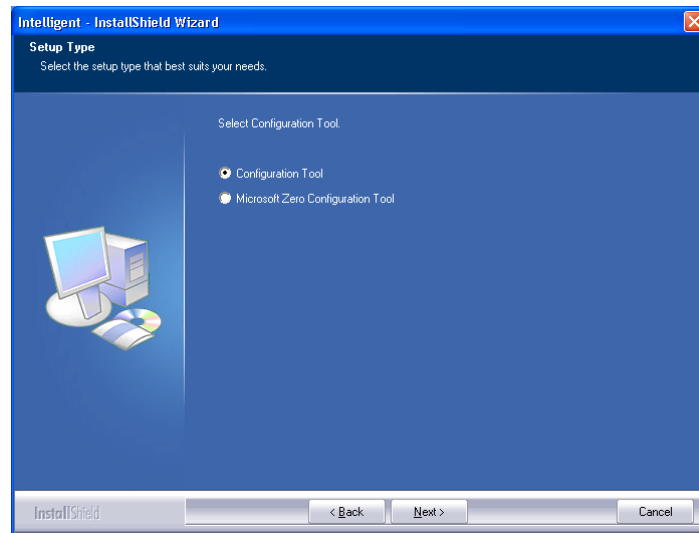 Intelligent - InstallShield Wizard
Setup Type
Select the setup type that best suits your needs.
Select Configuration Tool.
Configuration Tool
Microsoft Zero Configuration Tool
InstallShield
< Back
Next >
Cancel